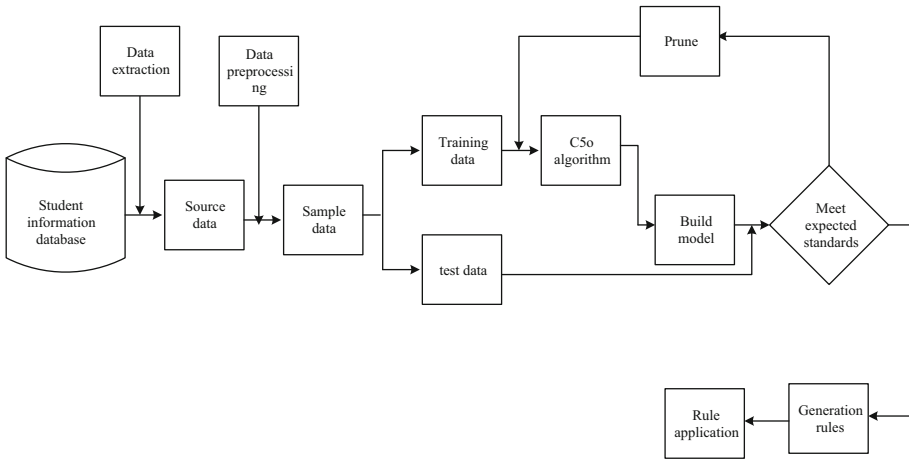 Data
extraction
Data
preprocessi
ng
Prune
Student
information
database
Source
data
Sample
data
Training
data
C5o
algorithm
test data
Build
model
Meet
expected
standards
Rule
application
Generation
rules